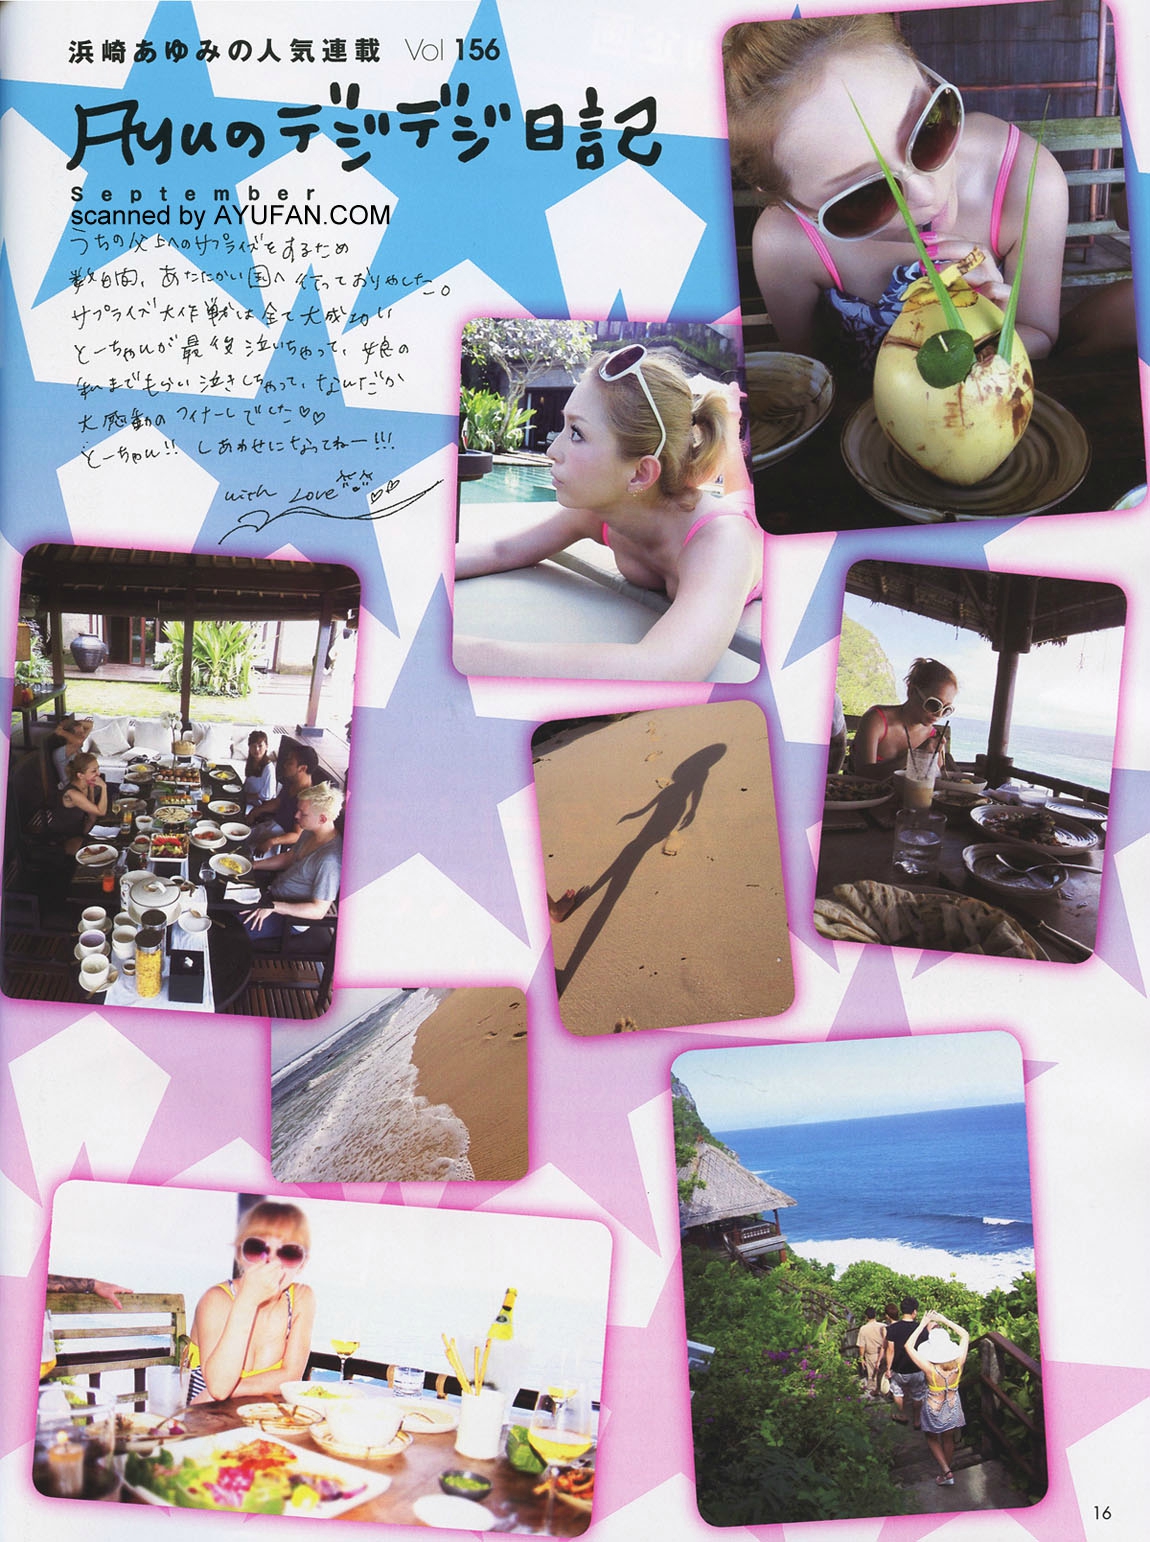 浜崎あゆみの人気連載 Vol 156
Ayuのデジデジ日記
September
scanned by AYUFAN.COM
うちの父上へのサプライズをするため
数日間、あたたかい国へ行っておりました。
サプライズ大作戦は全て大成功い
とーちゃんが最後泣いちゃって、娘の
私までもらい泣きしちゃって、なんだか
大感動のフィナーレでした♡♡
とーちゃん!! しあわせになってねー!!!
with Love
16